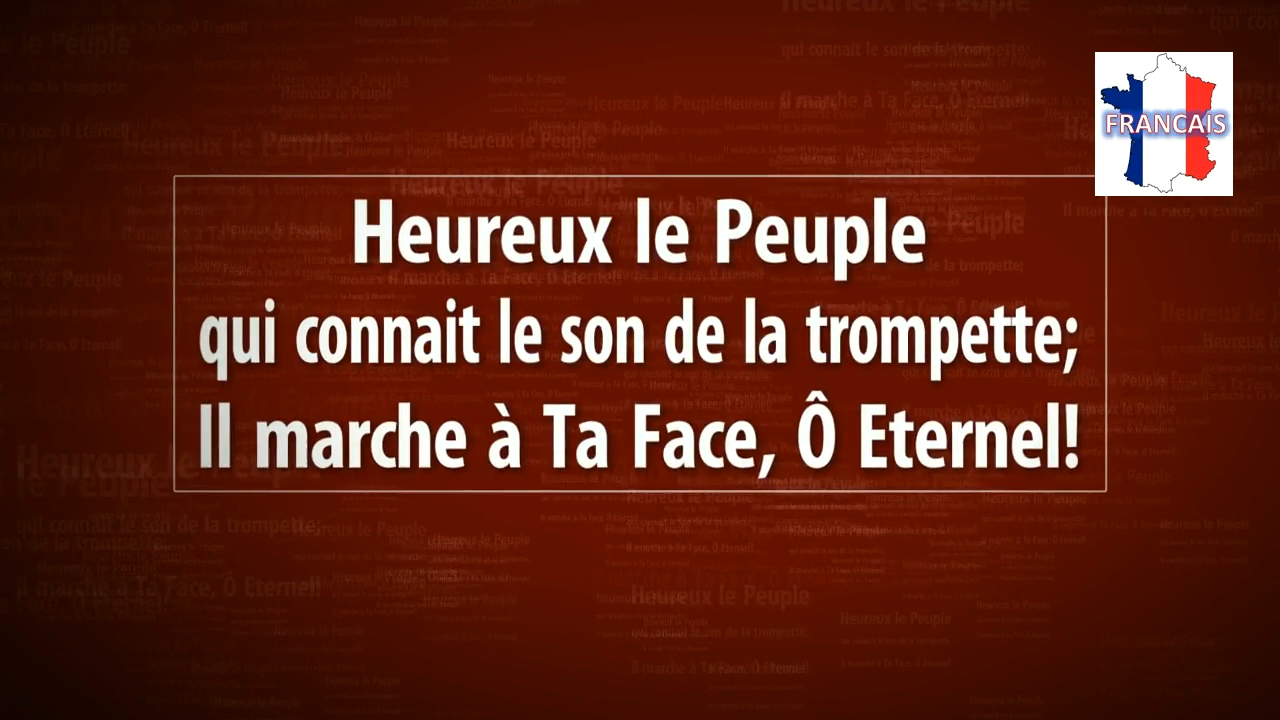 FRANCAIS
Heureux le Peuple
qui connait le son de la trompette;
Il marche à Ta Face, Ô Eternel!